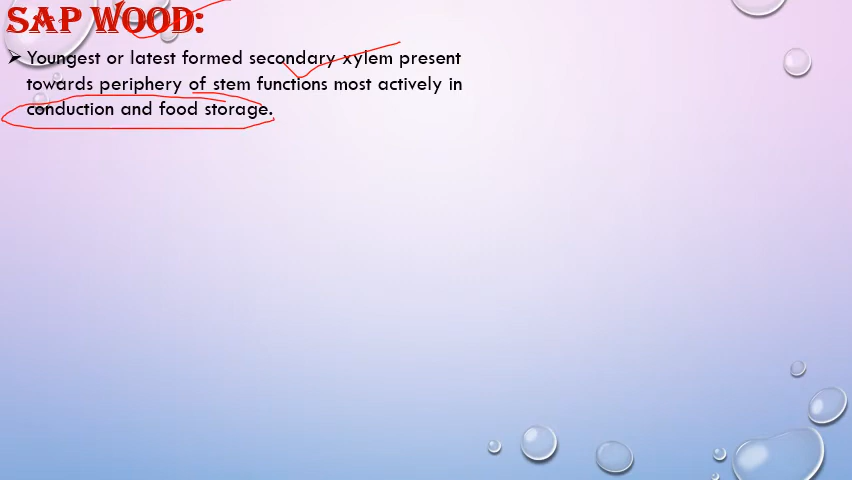 SAP WOOD:
➤ Youngest or latest formed secondary xylem present
towards periphery of stem functions most actively in
conduction and food storage.